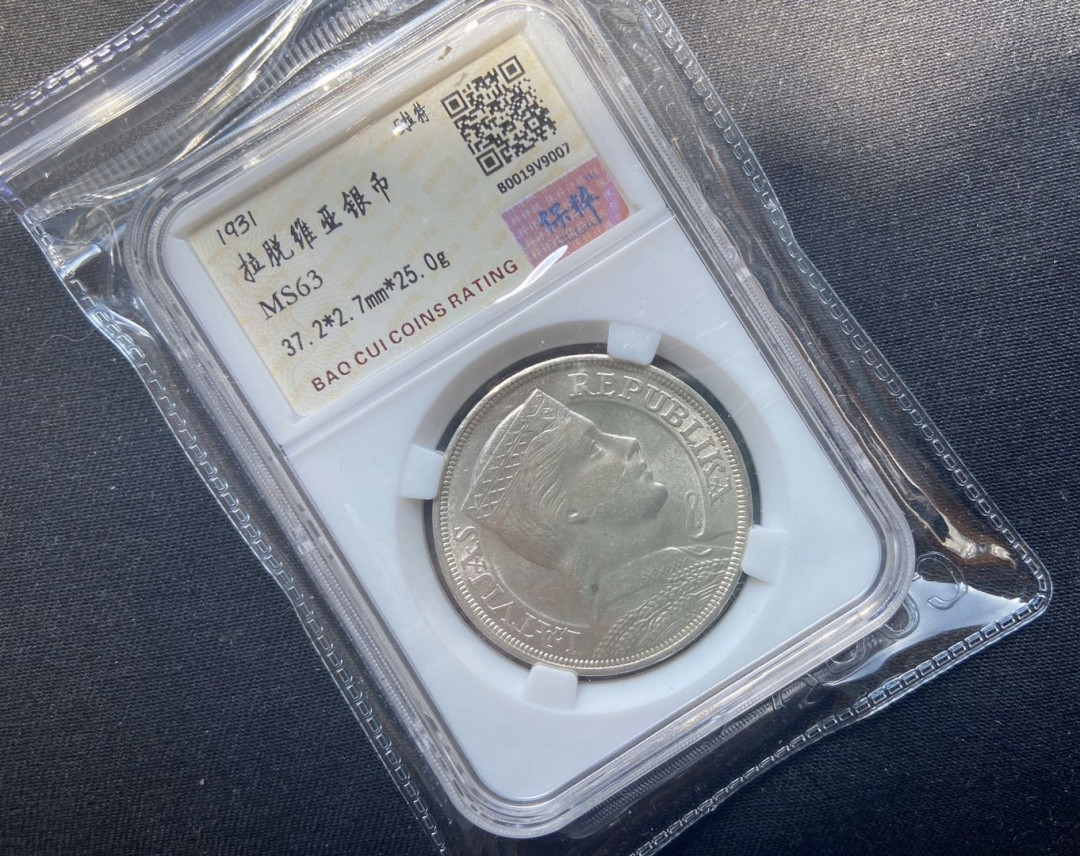 1931
拉脱维亚银币
MS63
37.2*2.7mm*25.0g
BAO CUI COINS RATING
B0019V9007
保粹
LATVIJAS
REPUBLIKA